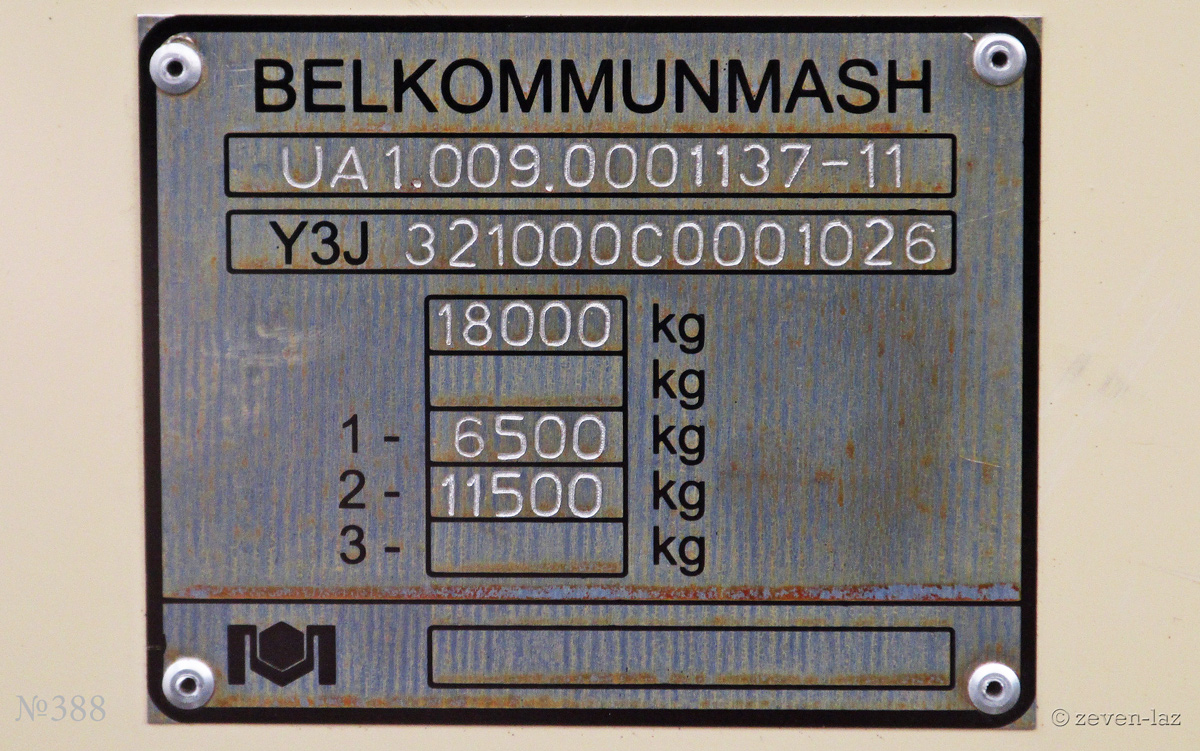 BELKOMMUNMASH
UA1.009.0001137-11
Y3J 321000C0001026
18000 kg
kg
1 - 6500 kg
2 - 11500 kg
3 - kg
№388
© zeven-laz